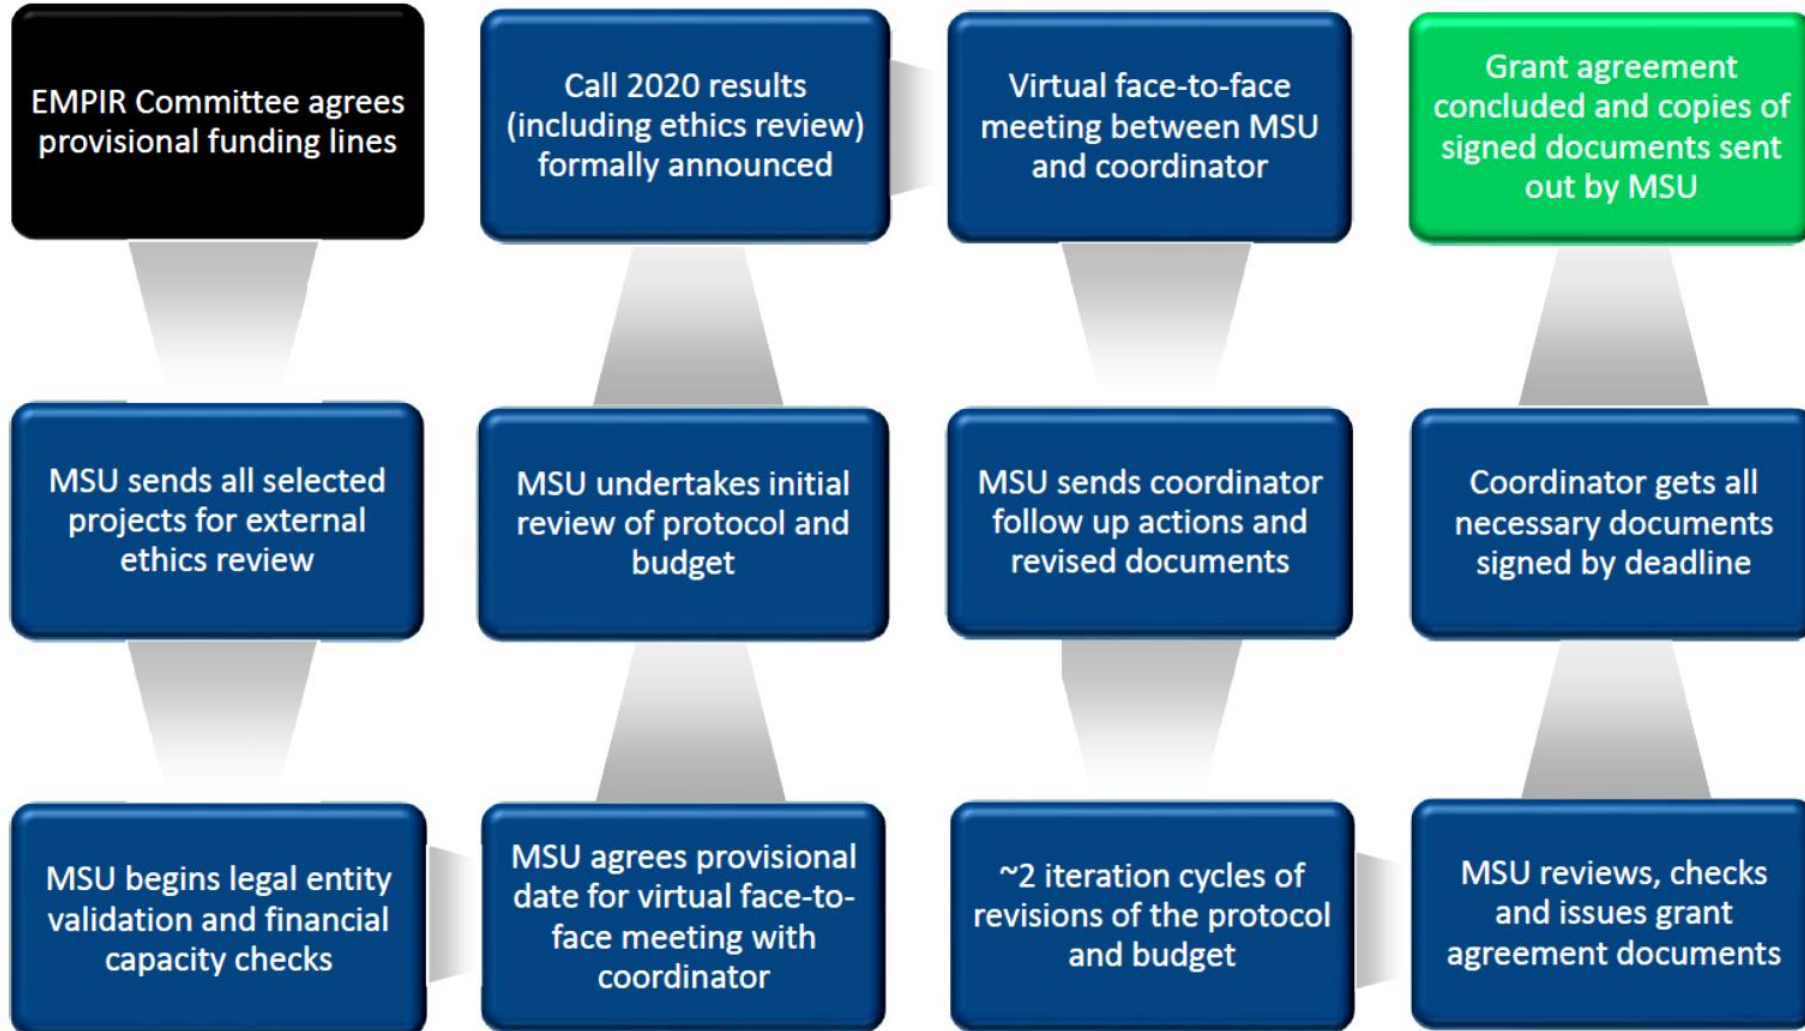 EMPIR Committee agrees
provisional funding lines
MSU sends all selected
projects for external
ethics review
MSU begins legal entity
validation and financial
capacity checks
MSU agrees provisional
date for virtual face-to-
face meeting with
coordinator
MSU undertakes initial
review of protocol and
budget
Call 2020 results
(including ethics review)
formally announced
Virtual face-to-face
meeting between MSU
and coordinator
MSU sends coordinator
follow up actions and
revised documents
~2 iteration cycles of
revisions of the protocol
and budget
MSU reviews, checks
and issues grant
agreement documents
Coordinator gets all
necessary documents
signed by deadline
Grant agreement
concluded and copies of
signed documents sent
out by MSU